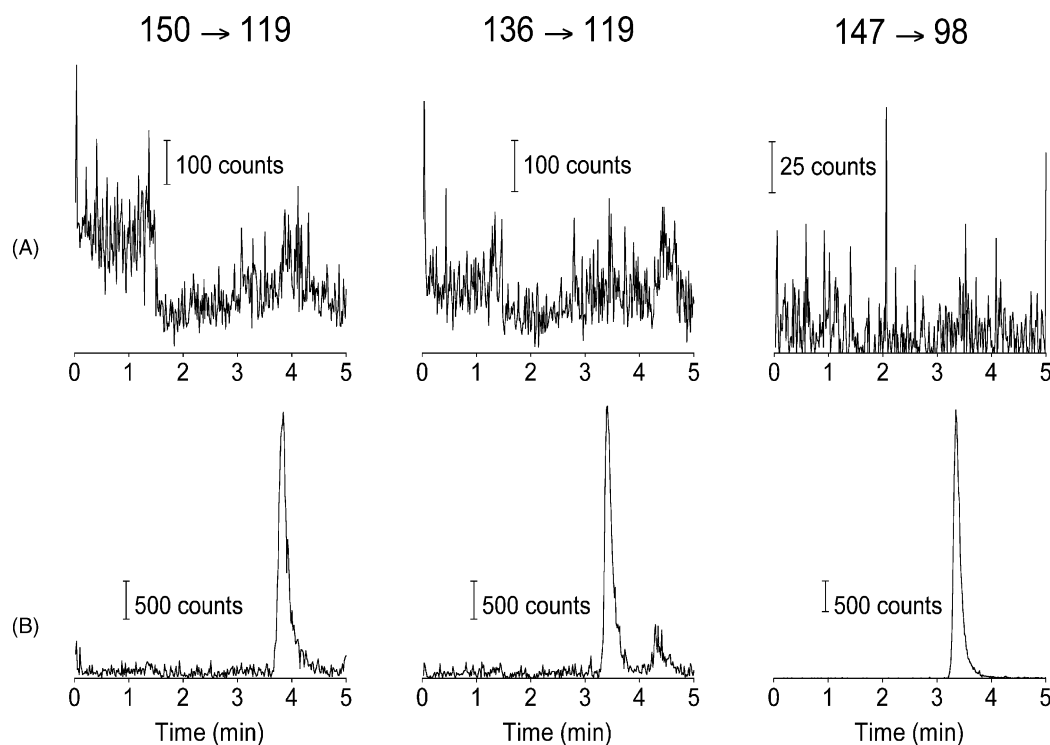 150 → 119 136 → 119 147 → 98
100 counts 100 counts 25 counts
(A)
0 1 2 3 4 5 0 1 2 3 4 5 0 1 2 3 4 5
500 counts 500 counts 500 counts
(B)
0 1 2 3 4 5 0 1 2 3 4 5 0 1 2 3 4 5
Time (min) Time (min) Time (min)